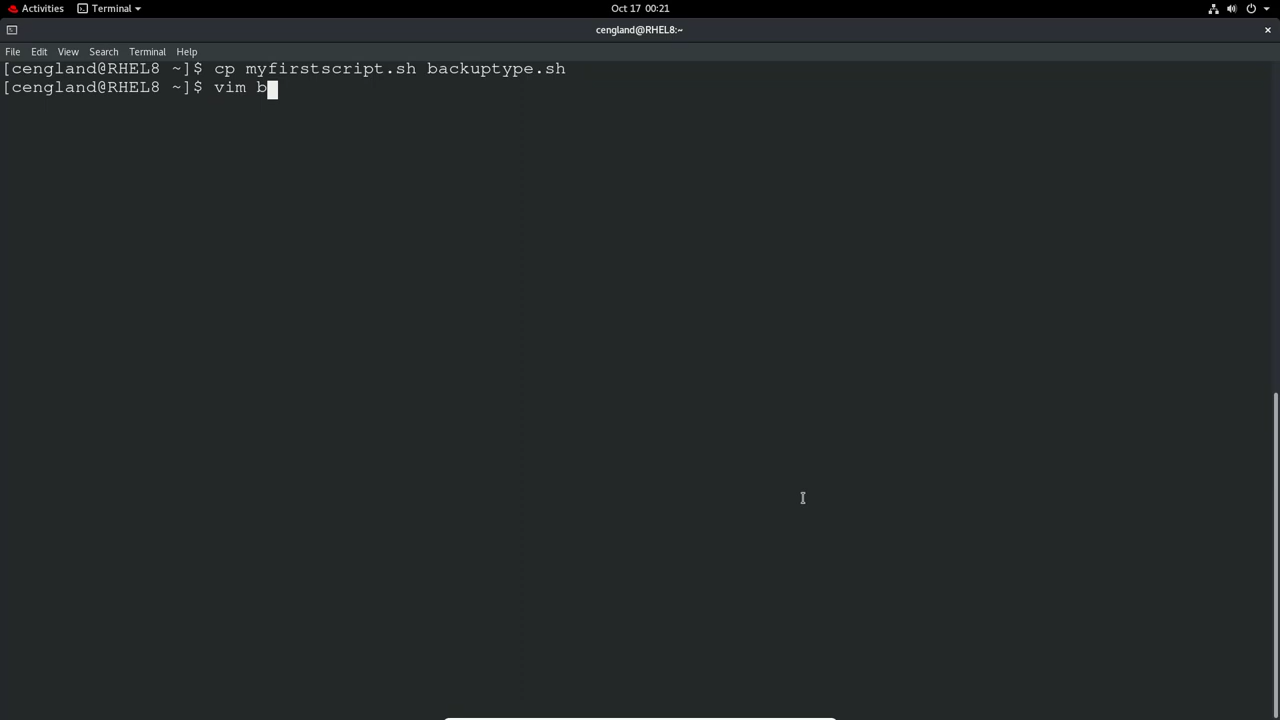 Activities Terminal Oct 17 00:21
cengland@RHEL8:~
File Edit View Search Terminal Help
[cengland@RHEL8 ~]$ cp myfirstscript.sh backuptype.sh
[cengland@RHEL8 ~]$ vim b